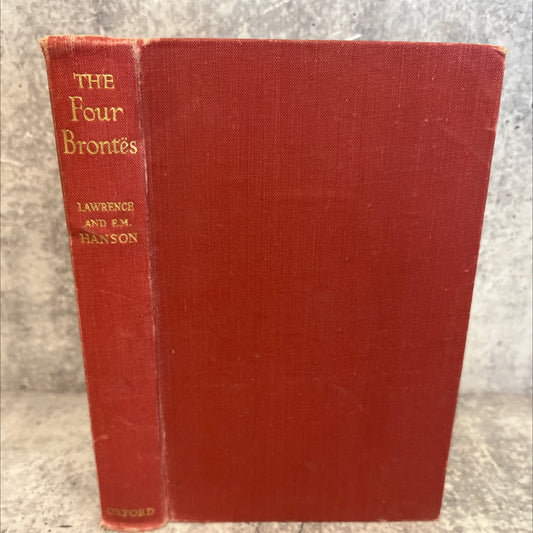 THE
Four
Brontës
LAWRENCE
AND E.M.
HANSON
OXFORD